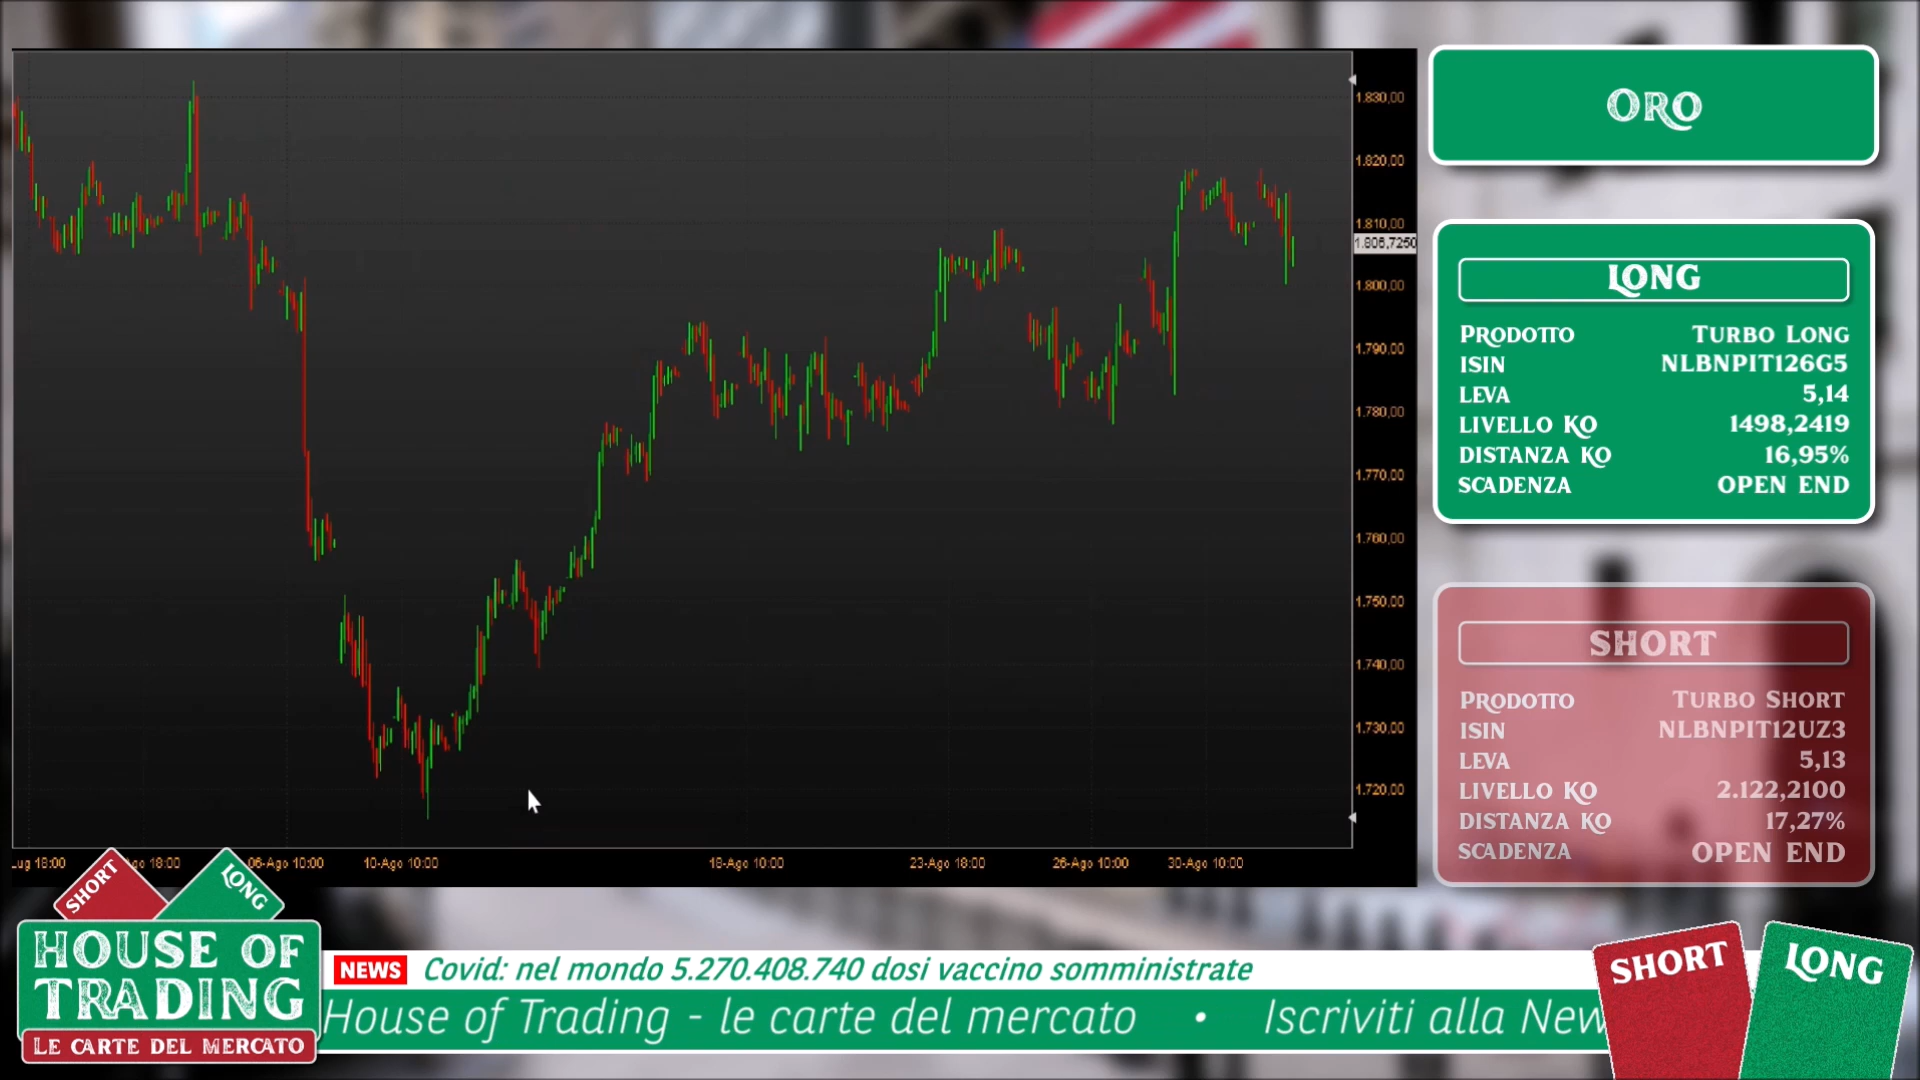 1.830,00
1.820,00
1.810,00
1.800,00
1.790,00
1.780,00
1.770,00
1.760,00
1.750,00
1.740,00
1.730,00
1.720,00
Lug 18:00
18:00
06-Ago 10:00
10-Ago 10:00
18-Ago 10:00
23-Ago 18:00
26-Ago 10:00
30-Ago 10:00
ORO
LONG
PRODOTTO TURBO LONG
ISIN NLBNPIT126G5
LEVA 5,14
LIVELLO KO 1498,2419
DISTANZA KO 16,95%
SCADENZA OPEN END
SHORT
PRODOTTO TURBO SHORT
ISIN NLBNPIT12UZ3
LEVA 5,13
LIVELLO KO 2.122,2100
DISTANZA KO 17,27%
SCADENZA OPEN END
SHORT
LONG
HOUSE OF
TRADING
LE CARTE DEL MERCATO
NEWS Covid: nel mondo 5.270.408.740 dosi vaccino somministrate
House of Trading - le carte del mercato • Iscriviti alla New
SHORT
LONG